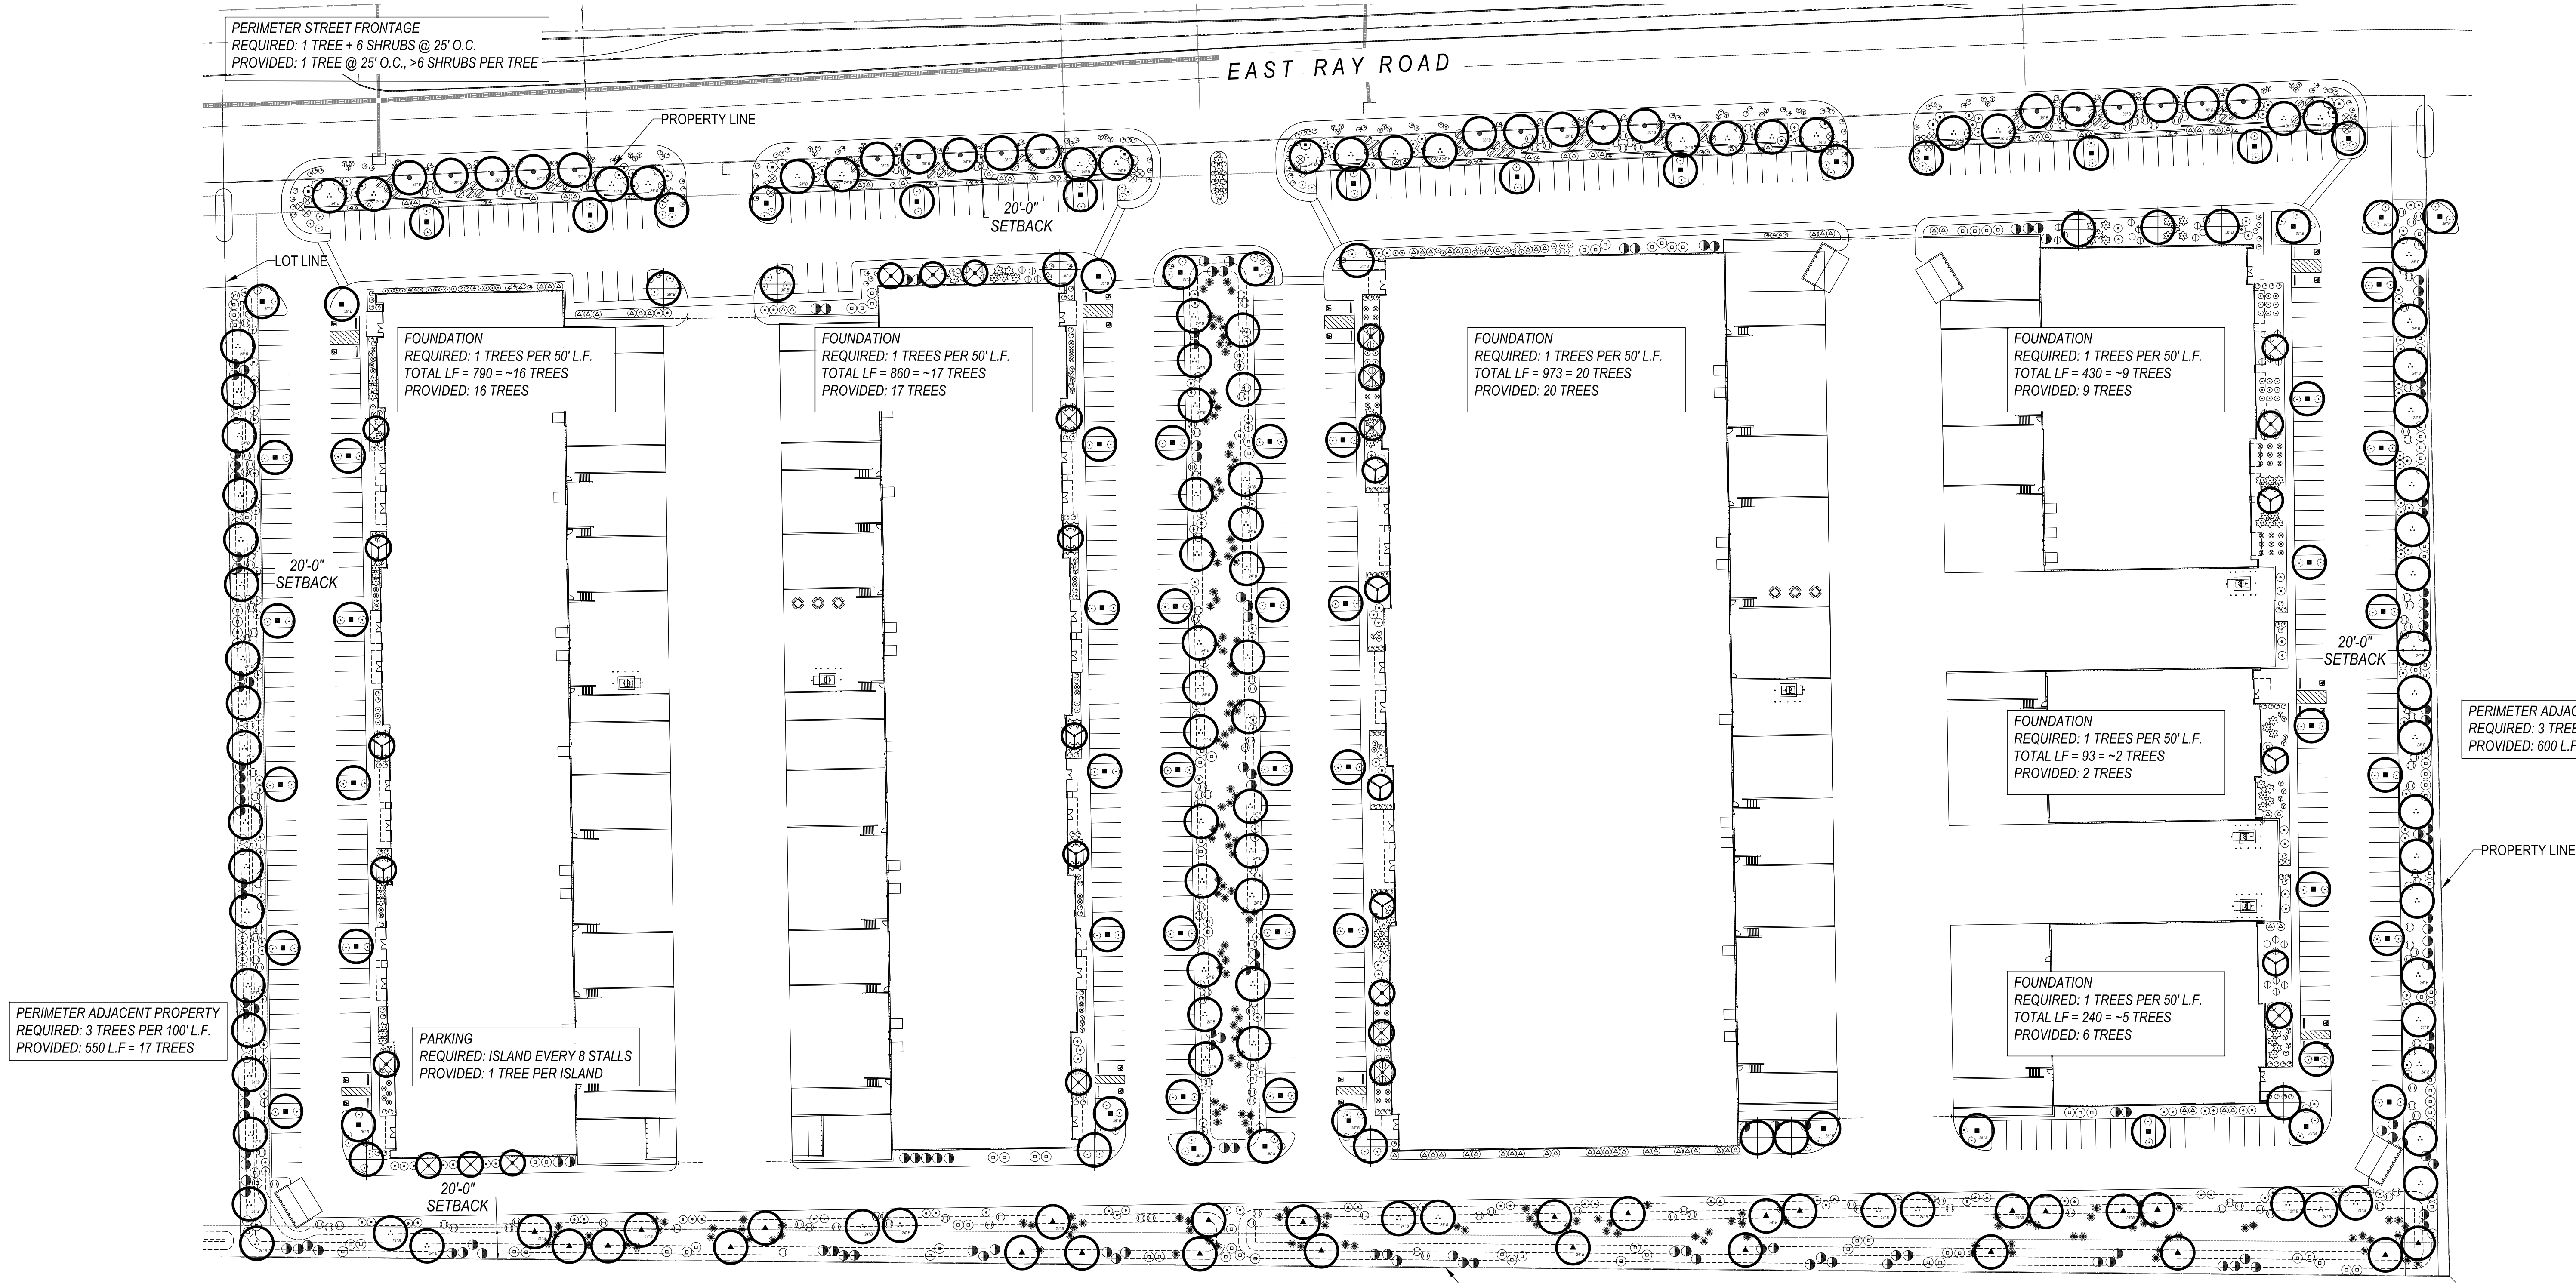 PERIMETER STREET FRONTAGE
REQUIRED: 1 TREE + 6 SHRUBS @ 25' O.C.
PROVIDED: 1 TREE @ 25' O.C., >6 SHRUBS PER TREE
EAST RAY ROAD
PROPERTY LINE
20'-0"
SETBACK
LOT LINE
FOUNDATION
REQUIRED: 1 TREES PER 50' L.F.
TOTAL LF = 790 = ~16 TREES
PROVIDED: 16 TREES
FOUNDATION
REQUIRED: 1 TREES PER 50' L.F.
TOTAL LF = 860 = ~17 TREES
PROVIDED: 17 TREES
FOUNDATION
REQUIRED: 1 TREES PER 50' L.F.
TOTAL LF = 973 = 20 TREES
PROVIDED: 20 TREES
FOUNDATION
REQUIRED: 1 TREES PER 50' L.F.
TOTAL LF = 430 = ~9 TREES
PROVIDED: 9 TREES
20'-0"
SETBACK
20'-0"
SETBACK
FOUNDATION
REQUIRED: 1 TREES PER 50' L.F.
TOTAL LF = 93 = ~2 TREES
PROVIDED: 2 TREES
PERIMETER ADJAC
REQUIRED: 3 TREE
PROVIDED: 600 L.F
PROPERTY LINE
FOUNDATION
REQUIRED: 1 TREES PER 50' L.F.
TOTAL LF = 240 = ~5 TREES
PROVIDED: 6 TREES
PERIMETER ADJACENT PROPERTY
REQUIRED: 3 TREES PER 100' L.F.
PROVIDED: 550 L.F = 17 TREES
PARKING
REQUIRED: ISLAND EVERY 8 STALLS
PROVIDED: 1 TREE PER ISLAND
20'-0"
SETBACK